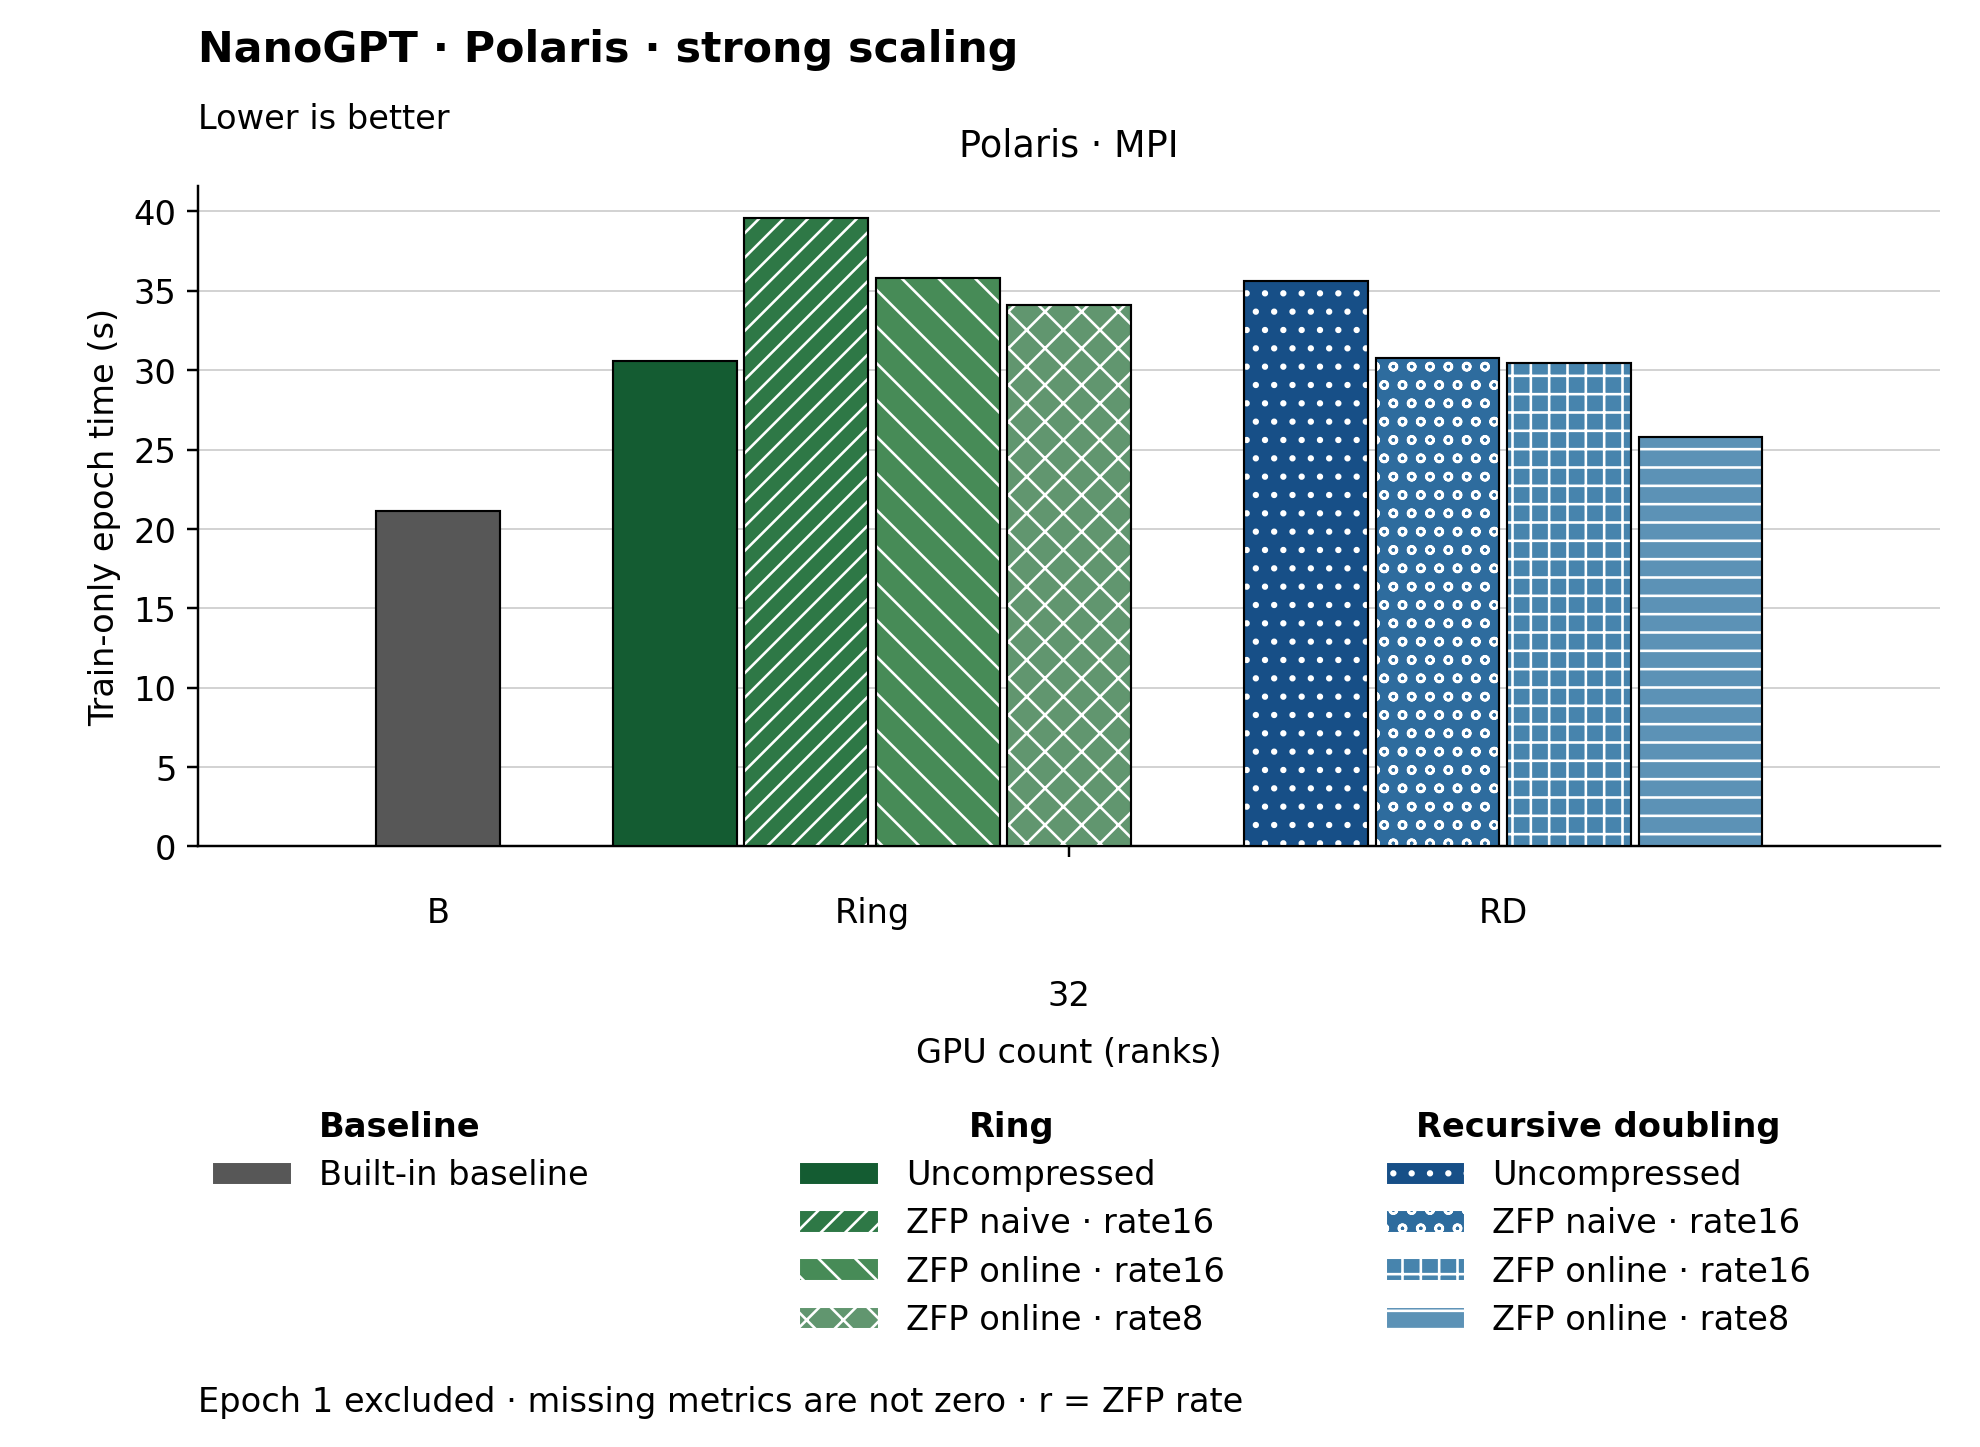 NanoGPT · Polaris · strong scaling
Lower is better
Polaris · MPI
Train-only epoch time (s)
40
35
30
25
20
15
10
5
0
B Ring RD
32
GPU count (ranks)
Baseline Ring Recursive doubling
Built-in baseline Uncompressed Uncompressed
ZFP naive · rate16 ZFP naive · rate16
ZFP online · rate16 ZFP online · rate16
ZFP online · rate8 ZFP online · rate8
Epoch 1 excluded · missing metrics are not zero · r = ZFP rate